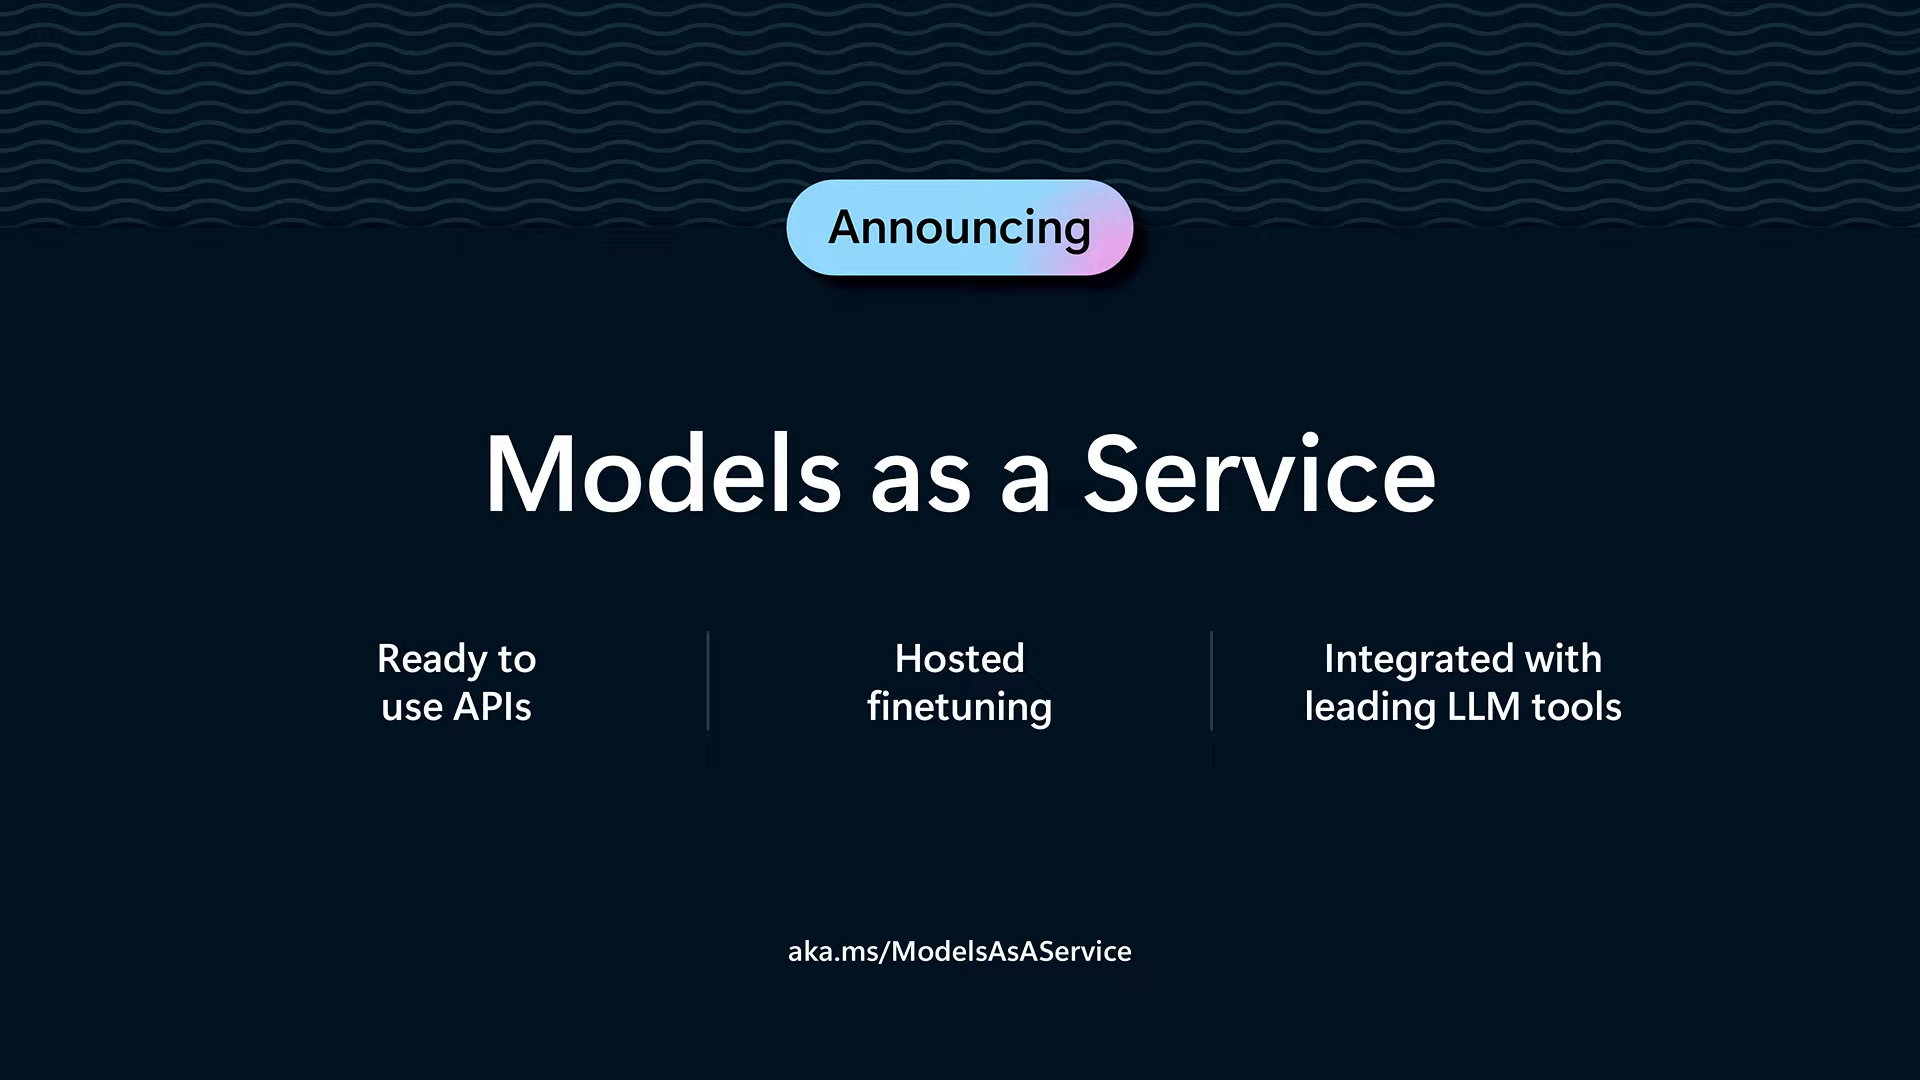 Announcing
Models as a Service
Ready to
use APIs
Hosted
finetuning
Integrated with
leading LLM tools
aka.ms/ModelsAsAService